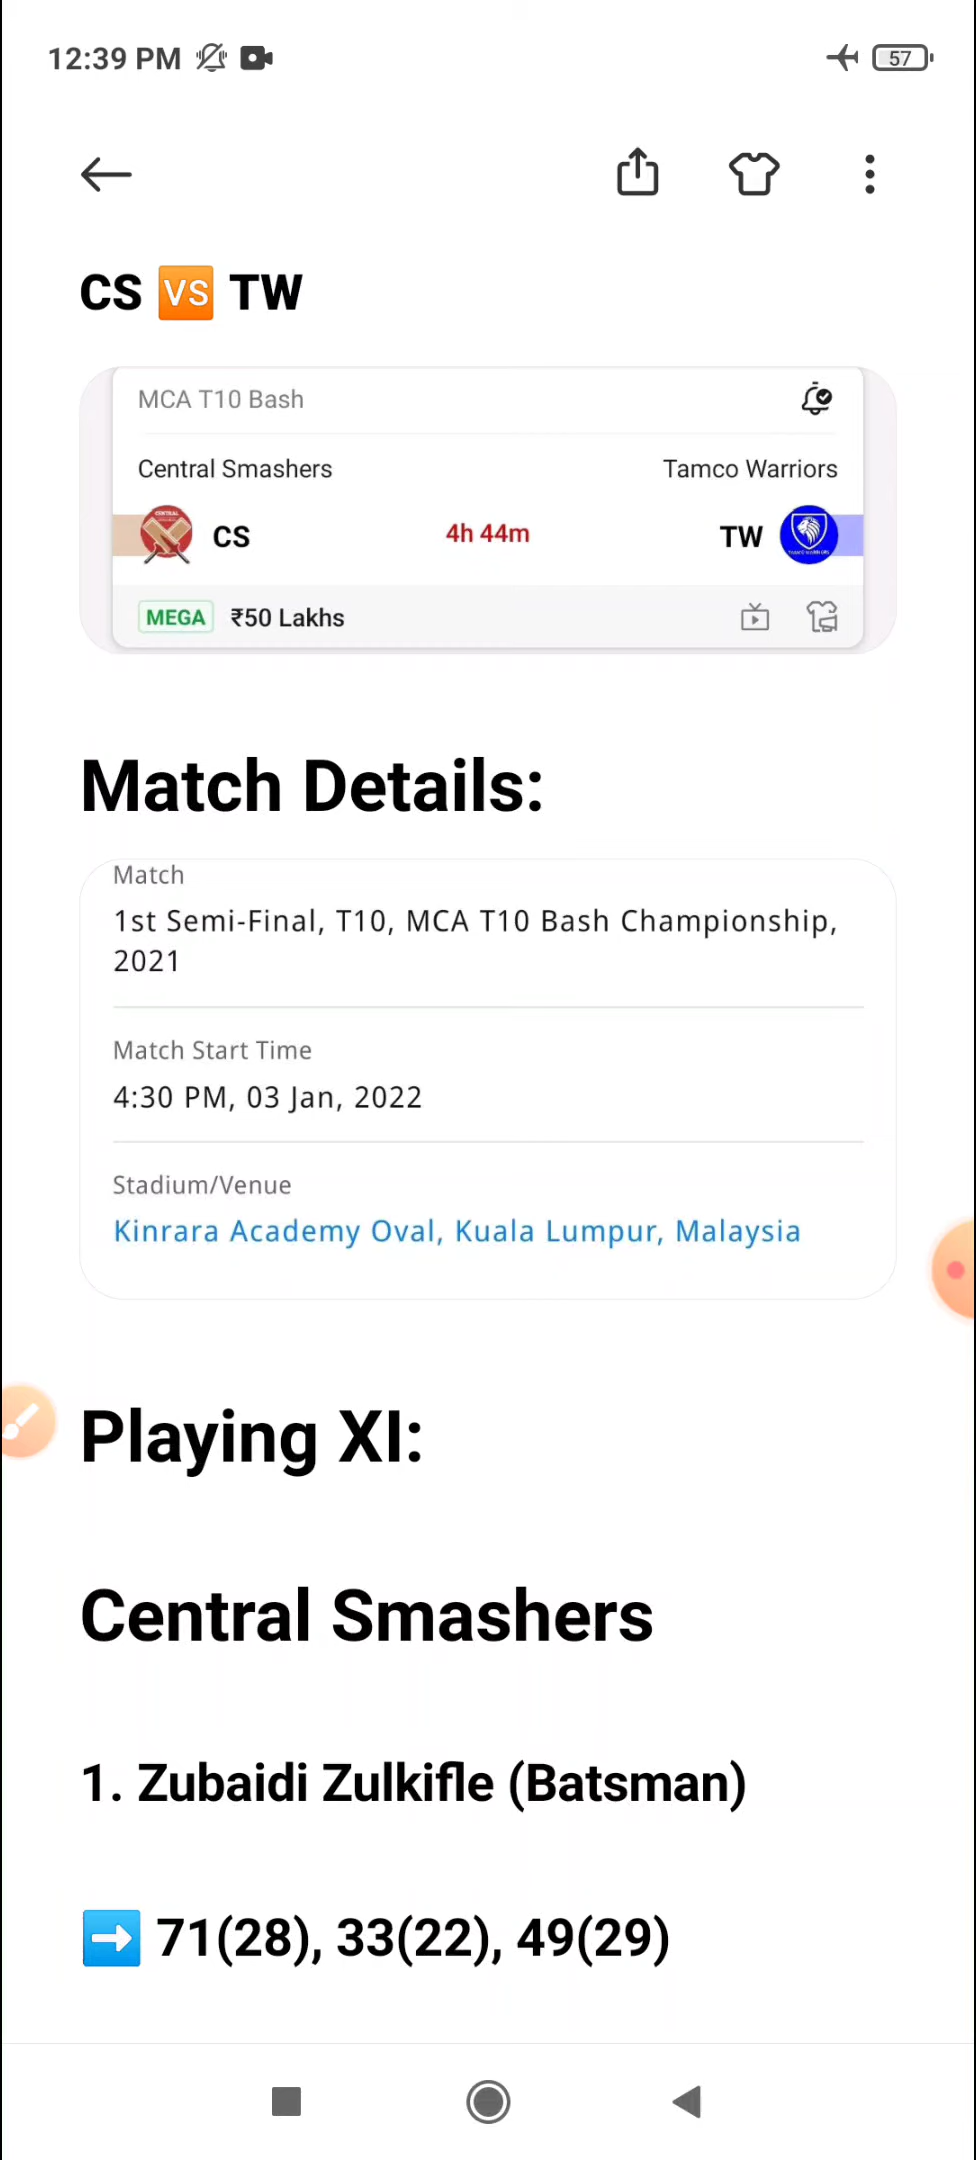 12:39 PM
57
CS VS TW
MCA T10 Bash
Central Smashers Tamco Warriors
CENTRAL
CS 4h 44m TW
MEGA ₹50 Lakhs
Match Details:
Match
1st Semi-Final, T10, MCA T10 Bash Championship,
2021
Match Start Time
4:30 PM, 03 Jan, 2022
Stadium/Venue
Kinrara Academy Oval, Kuala Lumpur, Malaysia
Playing XI:
Central Smashers
1. Zubaidi Zulkifle (Batsman)
71(28), 33(22), 49(29)